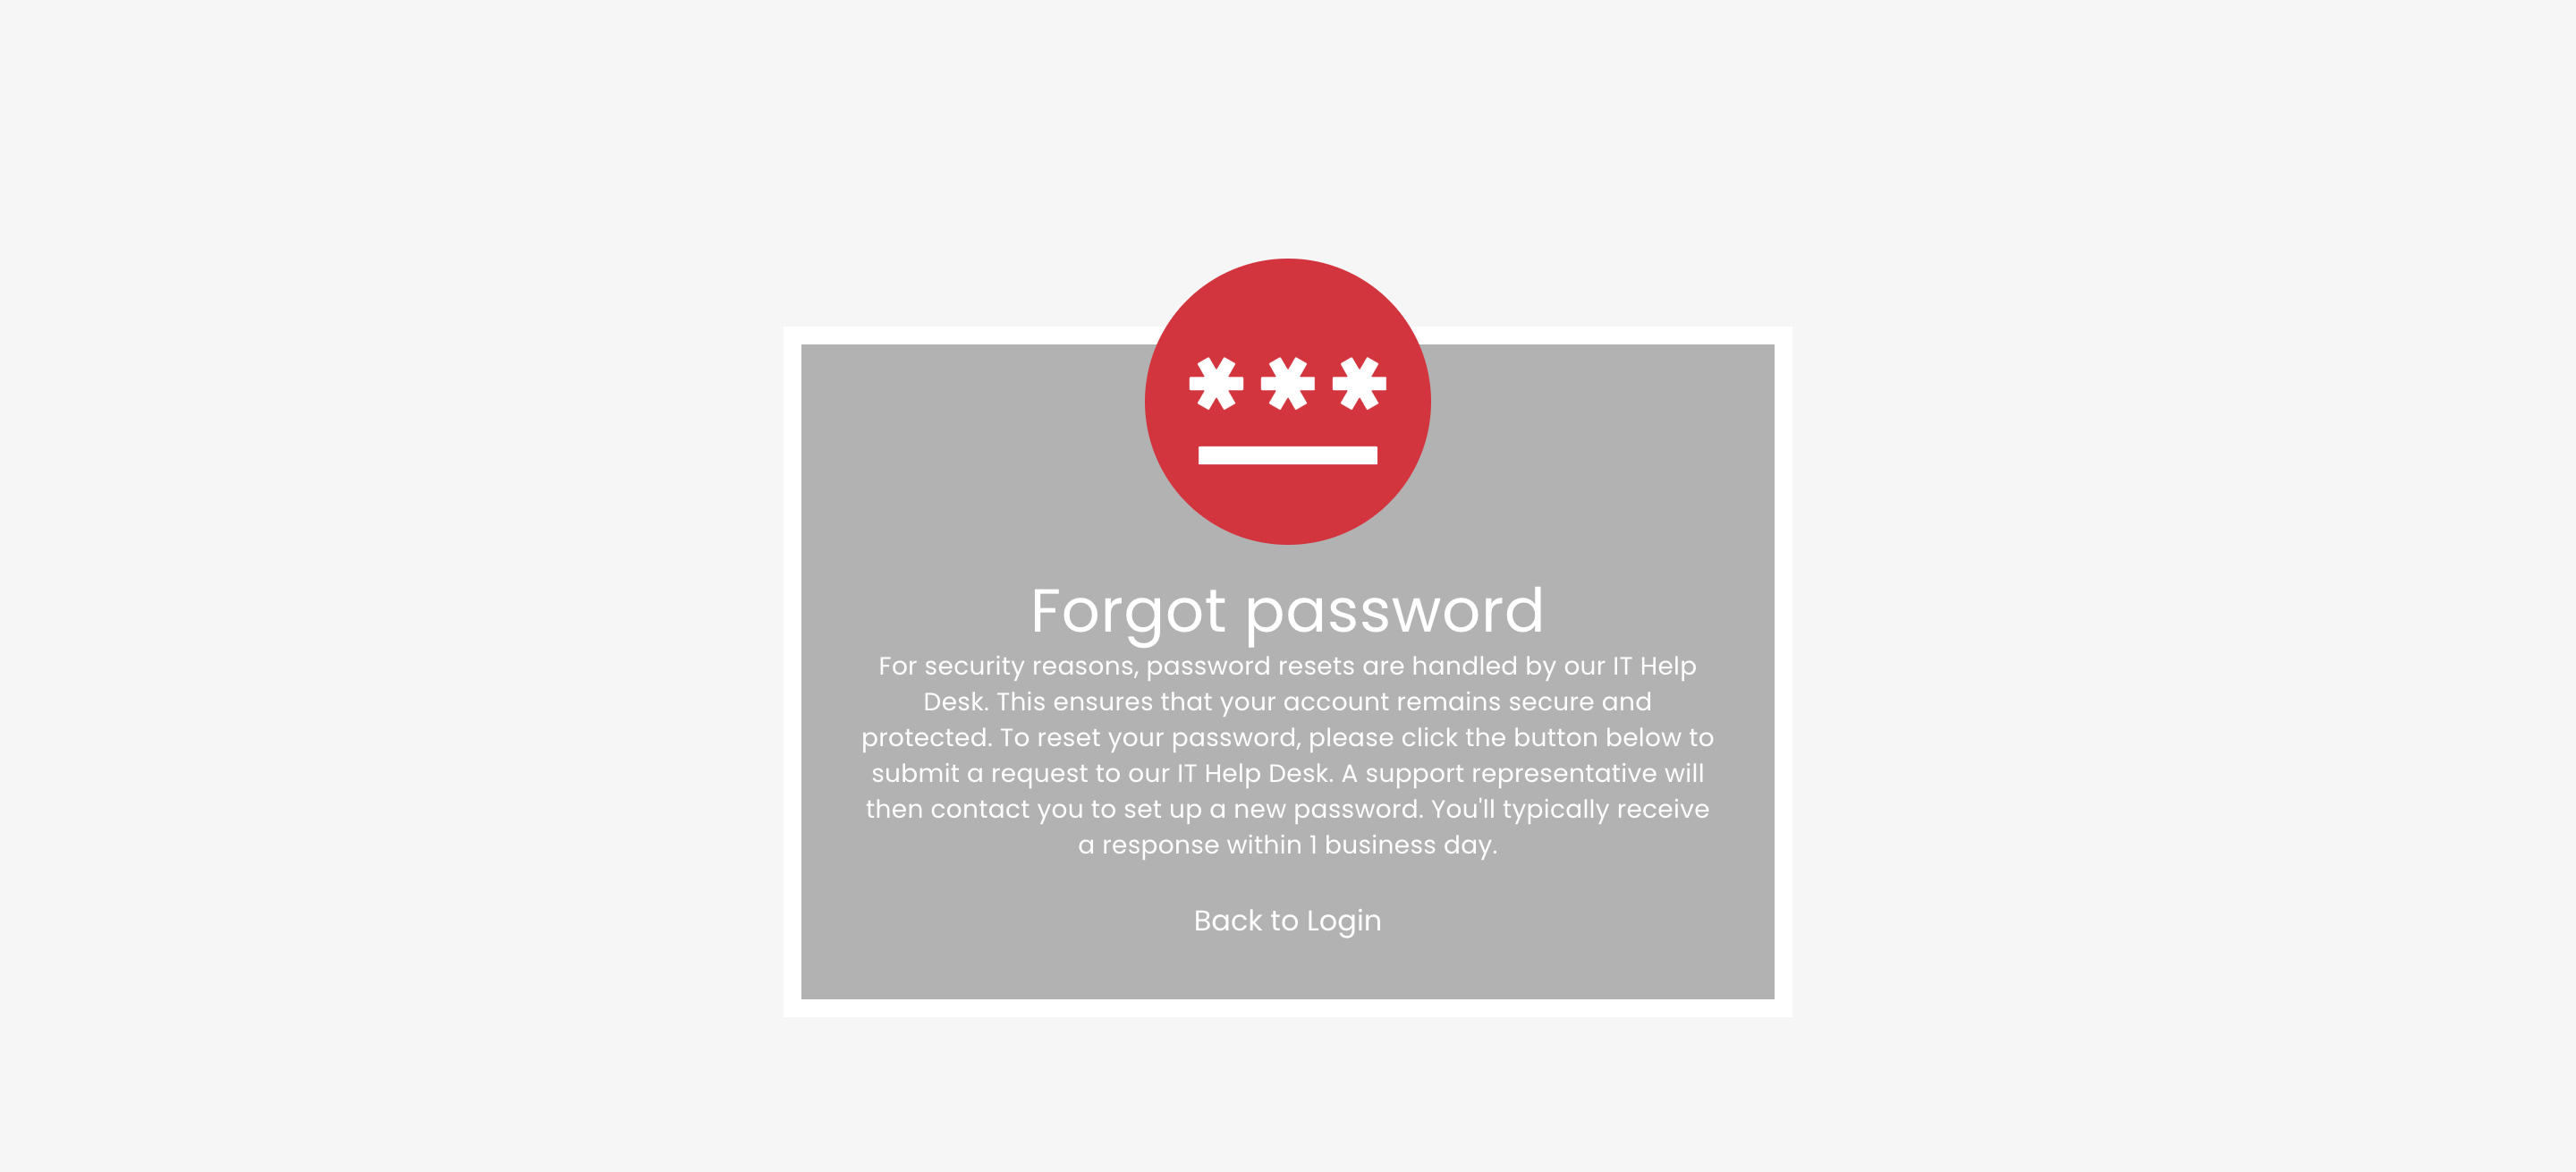 ***
Forgot password
For security reasons, password resets are handled by our IT Help
Desk. This ensures that your account remains secure and
protected. To reset your password, please click the button below to
submit a request to our IT Help Desk. A support representative will
then contact you to set up a new password. You'll typically receive
a response within 1 business day.
Back to Login